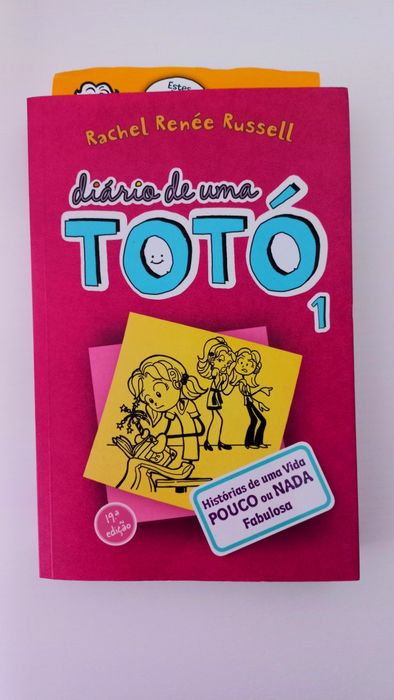 Estes
Rachel Renée Russell
diário de uma
TOTÓ
1
Histórias de uma Vida
POUCO ou NADA
Fabulosa
19.ª
edição